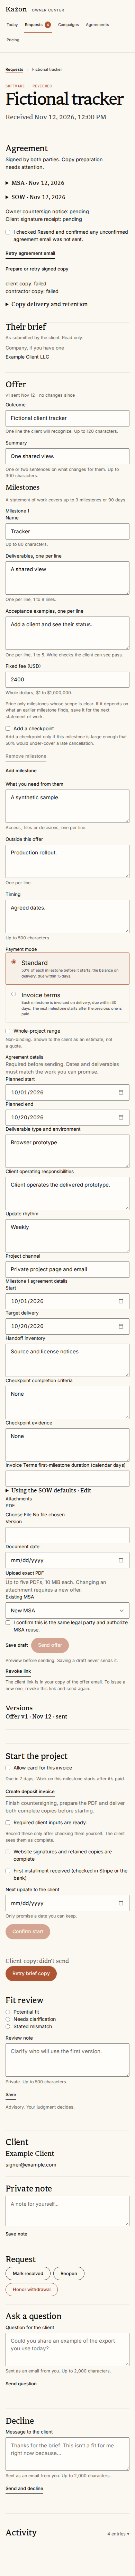 Kazon OWNER CENTER
Today Requests 4 Campaigns Agreements
Pricing
Requests Fictional tracker
SOFTWARE · REVISED
Fictional tracker
Received Nov 12, 2026, 12:00 PM
Agreement
Signed by both parties. Copy preparation
needs attention.
▶ MSA · Nov 12, 2026
▶ SOW · Nov 12, 2026
Owner countersign notice: pending
Client signature receipt: pending
I checked Resend and confirmed any unconfirmed
agreement email was not sent.
Retry agreement email
Prepare or retry signed copy
client copy: failed
contractor copy: failed
▶ Copy delivery and retention
Their brief
As submitted by the client. Read only.
Company, if you have one
Example Client LLC
Offer
v1 sent Nov 12 · no changes since
Outcome
Fictional client tracker
One line the client will recognize. Up to 120 characters.
Summary
One shared view.
One or two sentences on what changes for them. Up to
300 characters.
Milestones
A statement of work covers up to 3 milestones or 90 days.
Milestone 1
Name
Tracker
Up to 80 characters.
Deliverables, one per line
A shared view
One per line, 1 to 8 lines.
Acceptance examples, one per line
Add a client and see their status.
One per line, 1 to 5. Write checks the client can see pass.
Fixed fee (USD)
2400
Whole dollars, $1 to $1,000,000.
Price only milestones whose scope is clear. If it depends on
what an earlier milestone finds, save it for the next
statement of work.
Add a checkpoint
Add a checkpoint only if this milestone is large enough that
50% would under-cover a late cancellation.
Remove milestone
Add milestone
What you need from them
A synthetic sample.
Access, files or decisions, one per line.
Outside this offer
Production rollout.
One per line.
Timing
Agreed dates.
Up to 500 characters.
Payment mode
Standard
50% of each milestone before it starts, the balance on
delivery, due within 15 days.
Invoice terms
Each milestone is invoiced on delivery, due within 30
days. The next milestone starts after the previous one is
paid.
Whole-project range
Non-binding. Shown to the client as an estimate, not
a quote.
Agreement details
Required before sending. Dates and deliverables
must match the work you can promise.
Planned start
10/01/2026
Planned end
10/20/2026
Deliverable type and environment
Browser prototype
Client operating responsibilities
Client operates the delivered prototype.
Update rhythm
Weekly
Project channel
Private project page and email
Milestone 1 agreement details
Start
10/01/2026
Target delivery
10/20/2026
Handoff inventory
Source and license notices
Checkpoint completion criteria
None
Checkpoint evidence
None
Invoice Terms first-milestone duration (calendar days)
▶ Using the SOW defaults · Edit
Attachments
PDF
Choose File No file chosen
Version
Document date
mm/dd/yyyy
Upload exact PDF
Up to five PDFs, 10 MiB each. Changing an
attachment requires a new offer.
Existing MSA
New MSA
I confirm this is the same legal party and authorize
MSA reuse.
Save draft Send offer
Preview before sending. Saving a draft never sends it.
Revoke link
The client link is in your copy of the offer email. To issue a
new one, revoke this link and send again.
Versions
Offer v1 · Nov 12 · sent
Start the project
Allow card for this invoice
Due in 7 days. Work on this milestone starts after it's paid.
Create deposit invoice
Finish countersigning, prepare the PDF and deliver
both complete copies before starting.
Required client inputs are ready.
Record these only after checking them yourself. The client
sees them as complete.
Website signatures and retained copies are
complete
First installment received (checked in Stripe or the
bank)
Next update to the client
mm/dd/yyyy
Only promise a date you can keep.
Confirm start
Client copy: didn't send
Retry brief copy
Fit review
Potential fit
Needs clarification
Stated mismatch
Review note
Clarify who will use the first version.
Private. Up to 500 characters.
Save
Advisory. Your judgment decides.
Client
Example Client
signer@example.com
Private note
A note for yourself…
Save note
Request
Mark resolved Reopen
Honor withdrawal
Ask a question
Question for the client
Could you share an example of the export
you use today?
Sent as an email from you. Up to 2,000 characters.
Send question
Decline
Message to the client
Thanks for the brief. This isn't a fit for me
right now because…
Sent as an email from you. Up to 2,000 characters.
Send and decline
Activity 4 entries